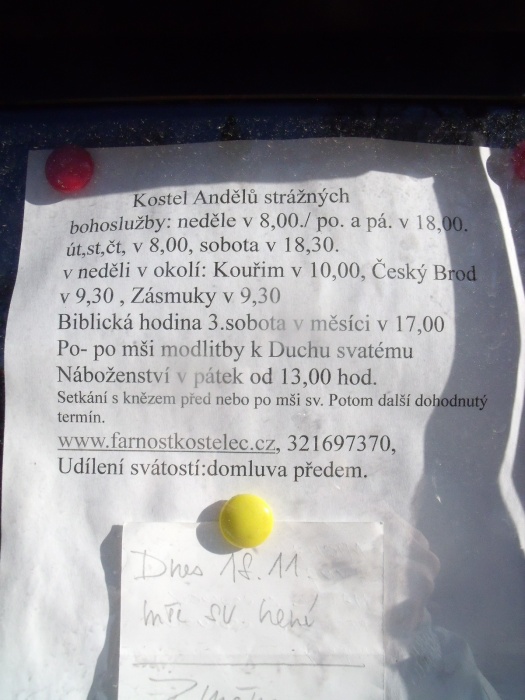 Kostel Andělů strážných
bohoslužby: neděle v 8,00./ po. a pá. v 18,00.
út,st,čt, v 8,00, sobota v 18,30.
v neděli v okolí: Kouřim v 10,00, Český Brod
v 9,30 , Zásmuky v 9,30
Biblická hodina 3.sobota v měsíci v 17,00
Po- po mši modlitby k Duchu svatému
Náboženství v pátek od 13,00 hod.
Setkání s knězem před nebo po mši sv. Potom další dohodnutý
termín.
www.farnostkostelec.cz, 321697370,
Udílení svátostí:domluva předem.
Dnes 18.11.
mše sv. není